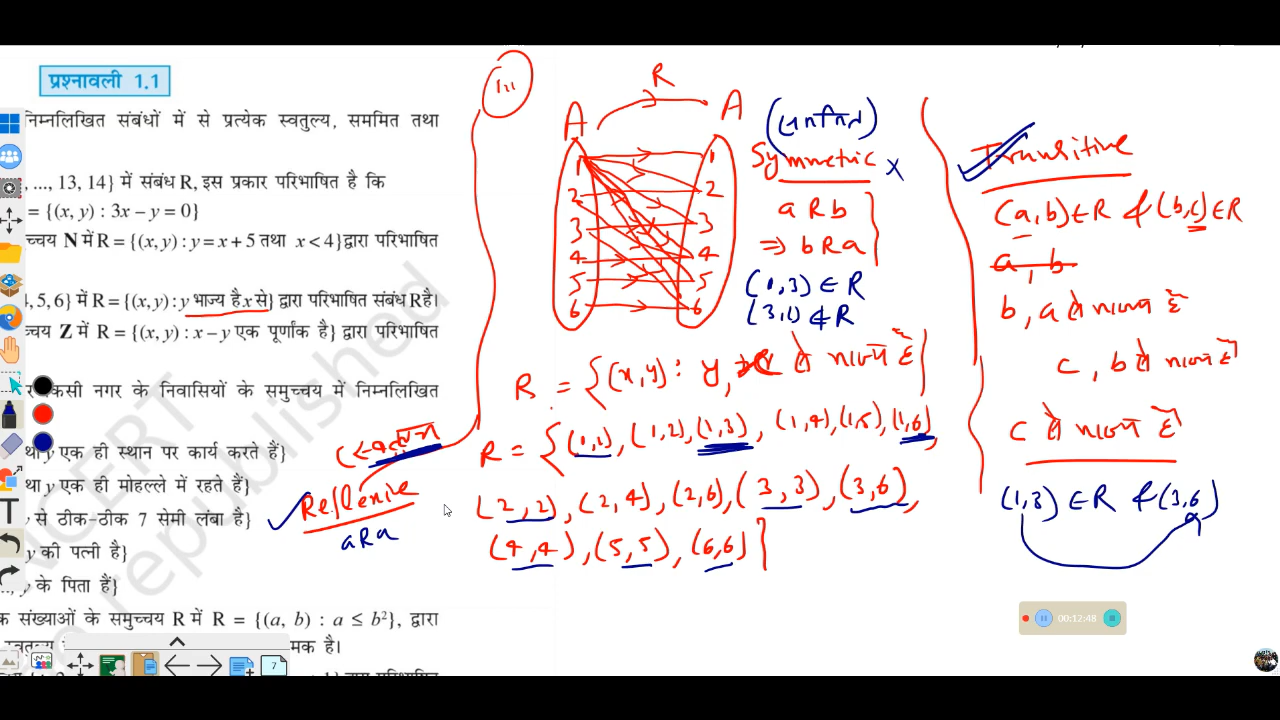 प्रश्नावली 1.1
निम्नलिखित संबंधों में से प्रत्येक स्वतुल्य, सममित तथा
, ..., 13, 14} में संबंध R, इस प्रकार परिभाषित है कि
= {(x, y) : 3x – y = 0}
च्चय N में R = {(x, y) : y = x + 5 तथा x < 4} द्वारा परिभाषित
4, 5, 6} में R = {(x, y) : y भाज्य है x से} द्वारा परिभाषित संबंध R है।
च्चय Z में R = {(x, y) : x – y एक पूर्णांक है} द्वारा परिभाषित
किसी नगर के निवासियों के समुच्चय में निम्नलिखित
था y एक ही स्थान पर कार्य करते हैं}
था y एक ही मोहल्ले में रहते हैं}
y से ठीक-ठीक 7 सेमी लंबा है}
y की पत्नी है}
y के पिता हैं}
क संख्याओं के समुच्चय R में R = {(a, b) : a ≤ b²}, द्वारा
स्वतुल्य
मक है।
Reflexive
aRa
iii
R
A A
1 1
2 2
3 3
4 4
5 5
6 6
(सममित)
Symmetric x
a R b
⇒ b R a
(1,3) ∈ R
(3,1) ∉ R
R = {(x,y) : y, x से भाज्य है}
R = {(1,1), (1,2), (1,3), (1,4), (1,5), (1,6),
(2,2), (2,4), (2,6), (3,3), (3,6),
(4,4), (5,5), (6,6)}
Transitive
(a,b) ∈ R & (b,c) ∈ R
a, b
b, a से भाज्य है
c, b से भाज्य है
c से भाज्य है
(1,3) ∈ R & (3,6)
00:12:48
7
NCERT
republished